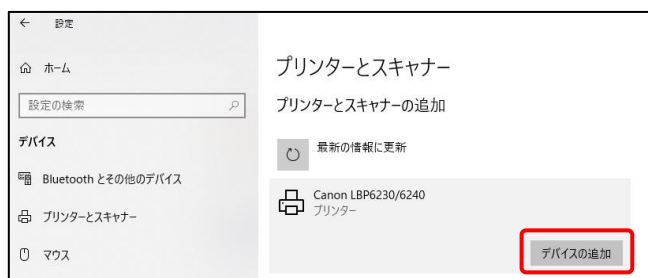 ← 設定
ホーム
設定の検索
デバイス
Bluetooth とその他のデバイス
プリンターとスキャナー
マウス
プリンターとスキャナー
プリンターとスキャナーの追加
最新の情報に更新
Canon LBP6230/6240
プリンター
デバイスの追加